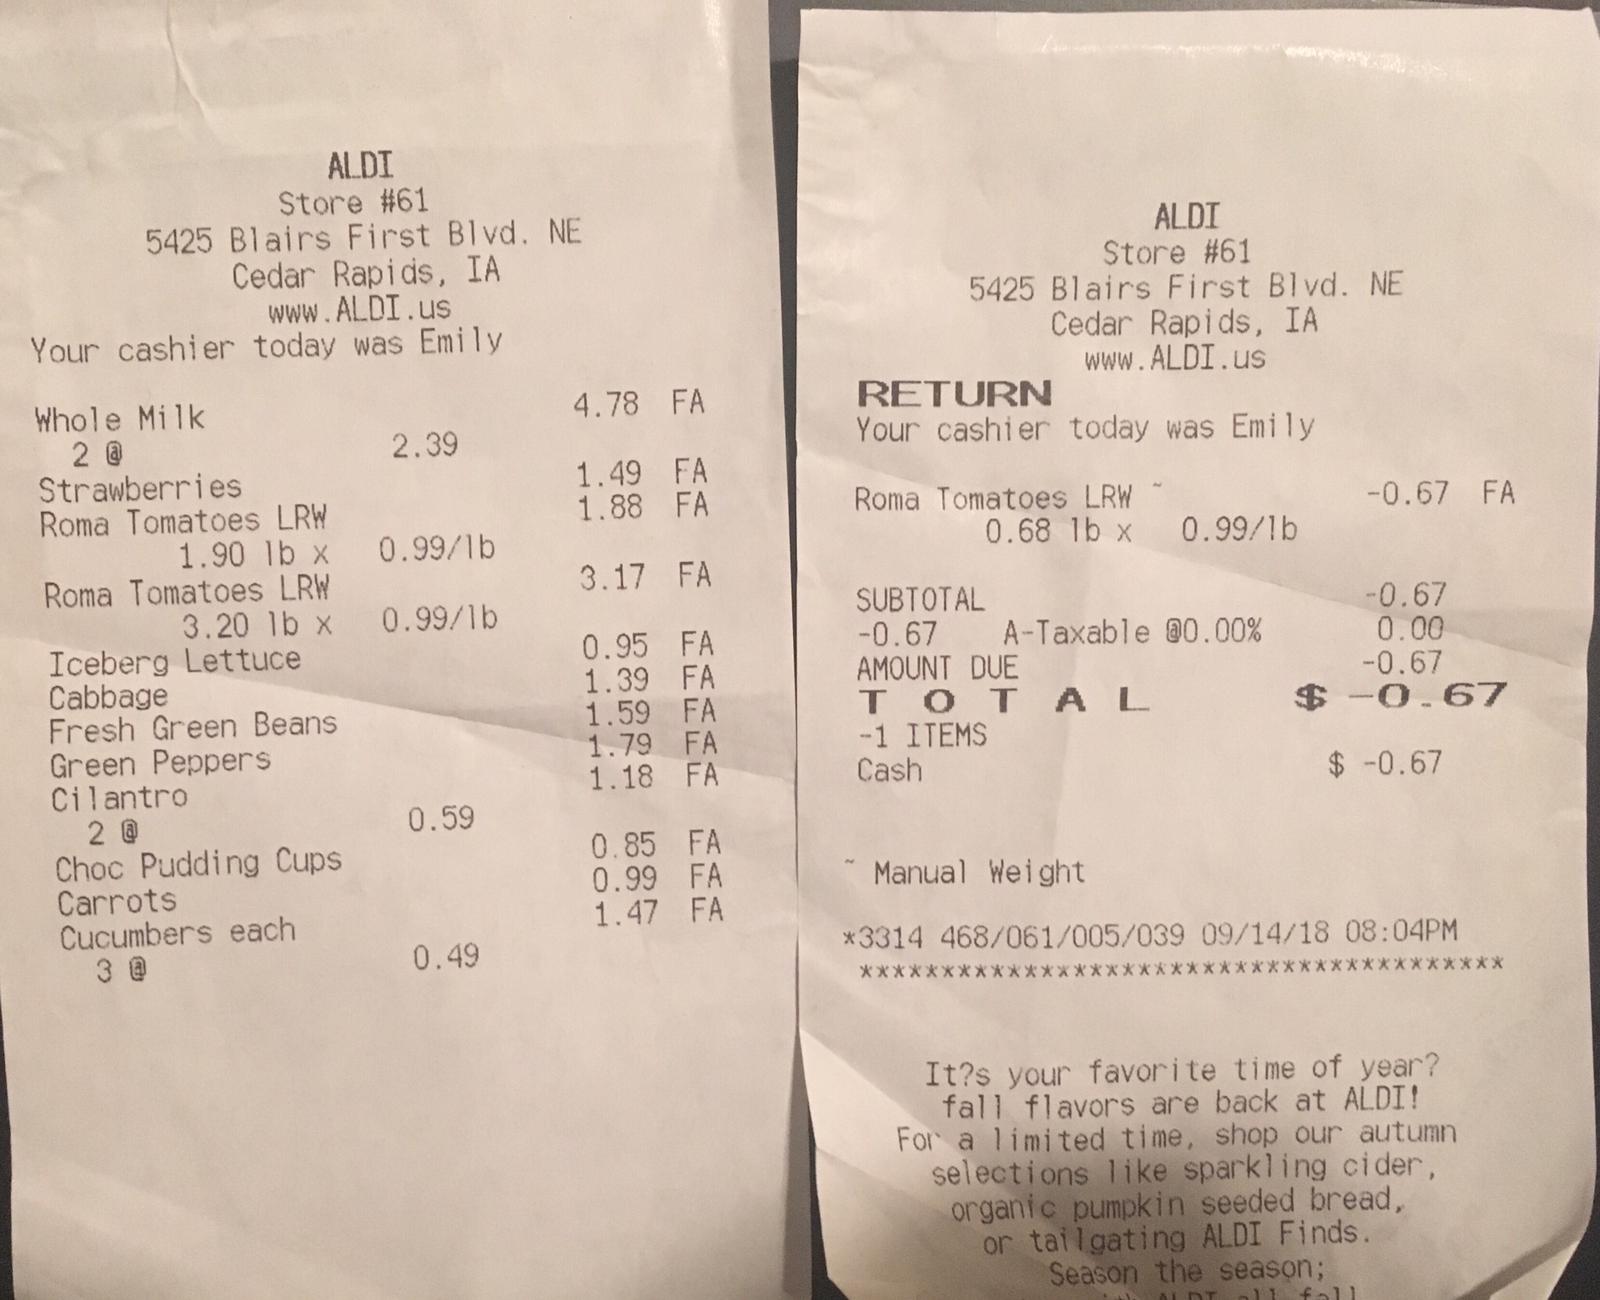 ALDI
Store #61
5425 Blairs First Blvd. NE
Cedar Rapids, IA
www.ALDI.us
Your cashier today was Emily
Whole Milk 4.78 FA
2 @ 2.39
Strawberries 1.49 FA
Roma Tomatoes LRW 1.88 FA
1.90 lb x 0.99/lb
Roma Tomatoes LRW 3.17 FA
3.20 lb x 0.99/lb
Iceberg Lettuce 0.95 FA
Cabbage 1.39 FA
Fresh Green Beans 1.59 FA
Green Peppers 1.79 FA
Cilantro 1.18 FA
2 @ 0.59
Choc Pudding Cups 0.85 FA
Carrots 0.99 FA
Cucumbers each 1.47 FA
3 @ 0.49
ALDI
Store #61
5425 Blairs First Blvd. NE
Cedar Rapids, IA
www.ALDI.us
RETURN
Your cashier today was Emily
Roma Tomatoes LRW ~ -0.67 FA
0.68 lb x 0.99/lb
SUBTOTAL -0.67
-0.67 A-Taxable @0.00% 0.00
AMOUNT DUE -0.67
T O T A L $ -0.67
-1 ITEMS
Cash $ -0.67
~ Manual Weight
*3314 468/061/005/039 09/14/18 08:04PM
***************************************
It?s your favorite time of year?
fall flavors are back at ALDI!
For a limited time, shop our autumn
selections like sparkling cider,
organic pumpkin seeded bread,
or tailgating ALDI Finds.
Season the season;
ALDI all fall